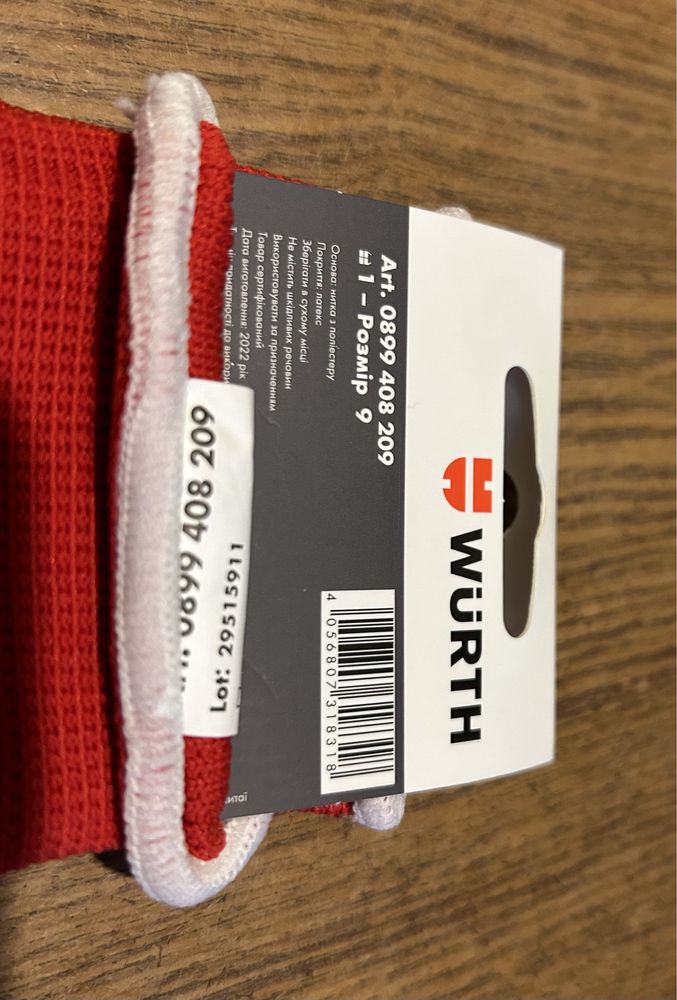 WÜRTH
Art. 0899 408 209
1 – Розмір 9
Основа: нитка з поліестеру
Покриття: латекс
Зберігати в сухому місці
Не містить шкідливих речовин
Використовувати за призначенням
Товар сертифікований
Дата виготовлення: 2022 рік
4 056807 318318
0899 408 209
Lot: 29515911